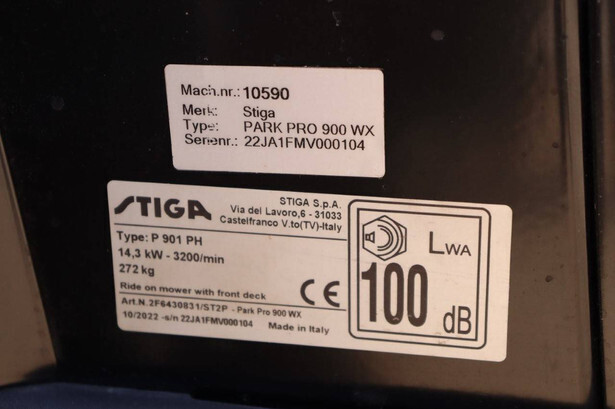 Mach.nr.: 10590
Merk: Stiga
Type: PARK PRO 900 WX
Serienr.: 22JA1FMV000104
STIGA
STIGA S.p.A.
Via del Lavoro,6 - 31033
Castelfranco V.to(TV)-Italy
Type: P 901 PH
14,3 kW - 3200/min
272 kg
Ride on mower with front deck
Art.N.2F6430831/ST2P - Park Pro 900 WX
10/2022 -s/n 22JA1FMV000104
Made in Italy
CE
LWA
100 dB